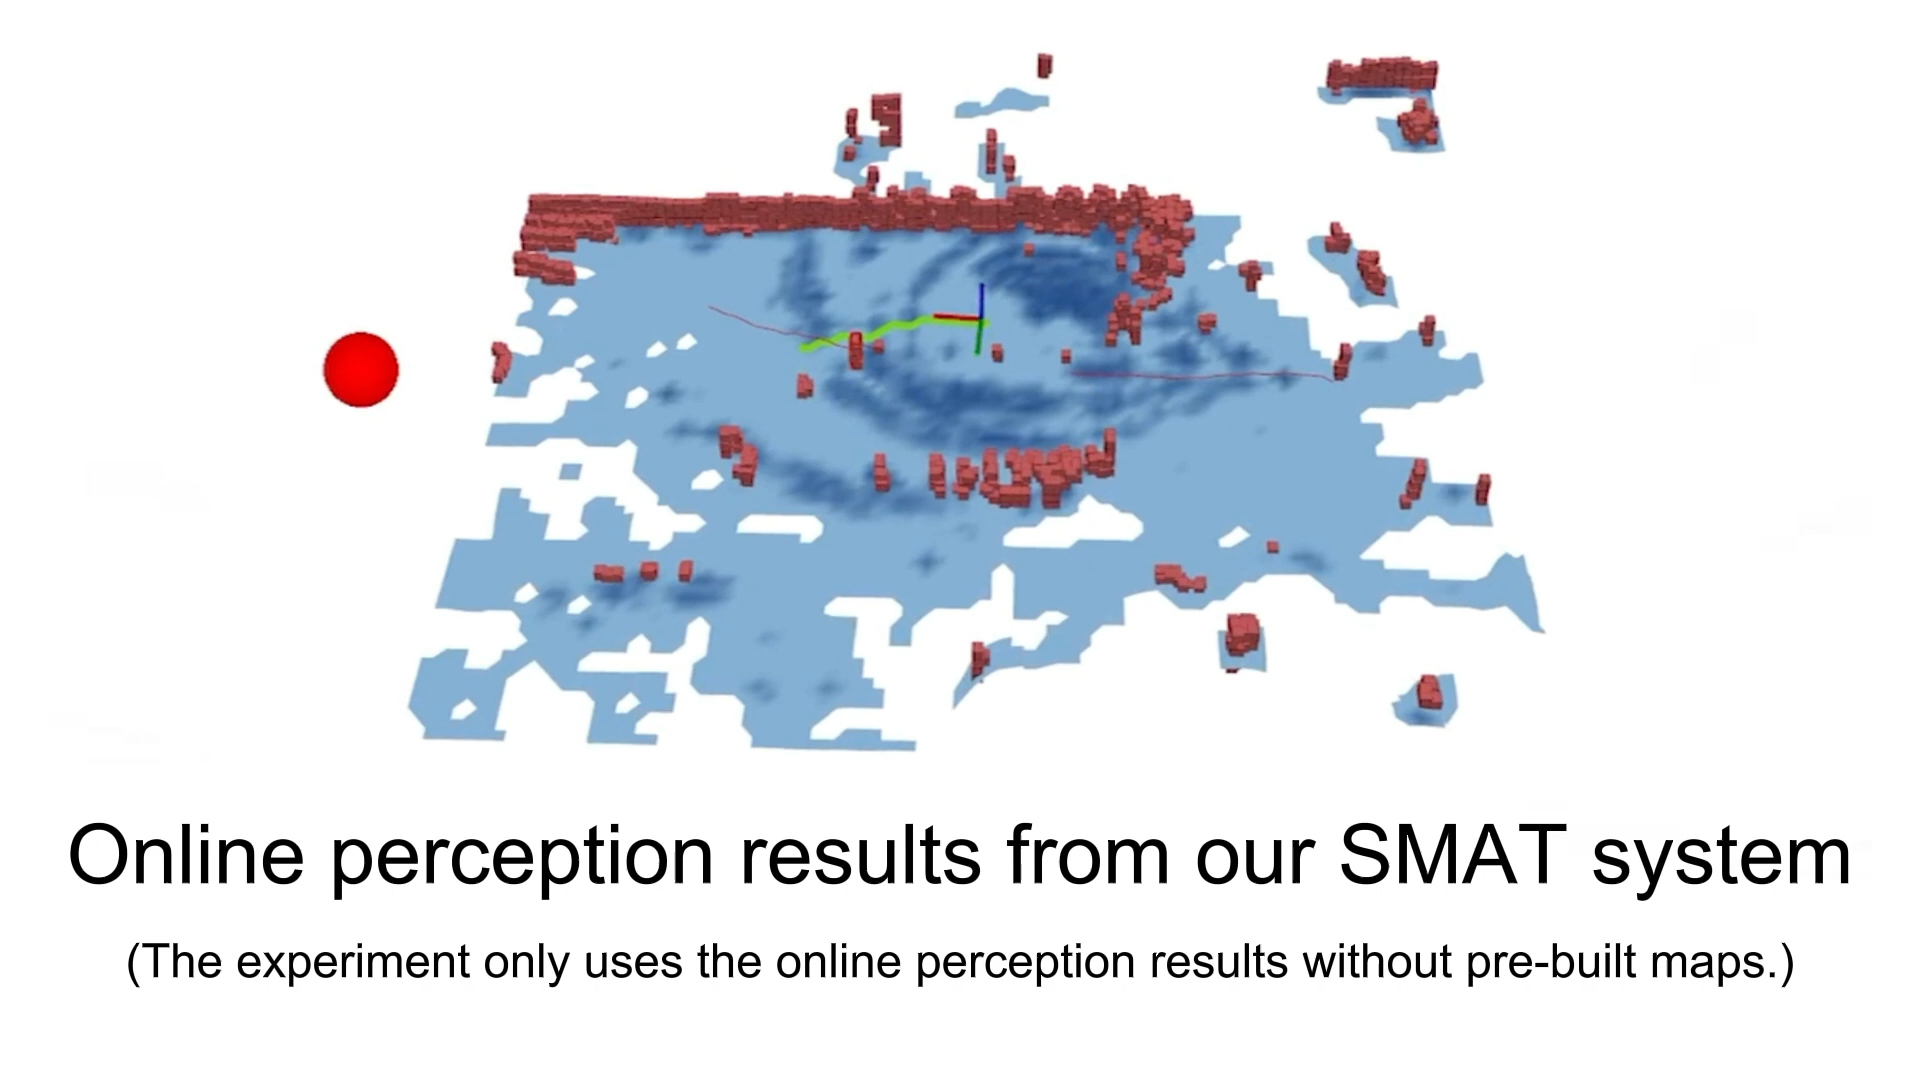 Online perception results from our SMAT system
(The experiment only uses the online perception results without pre-built maps.)